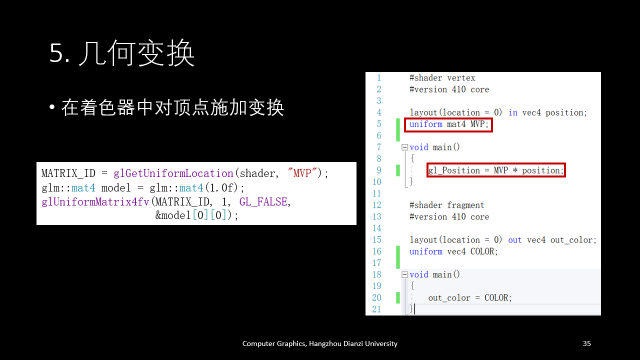 5. 几何变换
• 在着色器中对顶点施加变换
MATRIX_ID = glGetUniformLocation(shader, "MVP");
glm::mat4 model = glm::mat4(1.0f);
glUniformMatrix4fv(MATRIX_ID, 1, GL_FALSE,
&model[0][0]);
1 #shader vertex
2 #version 410 core
3
4 layout(location = 0) in vec4 position;
5 uniform mat4 MVP;
6
7 void main()
8 {
9 gl_Position = MVP * position;
10 }
11
12 #shader fragment
13 #version 410 core
14
15 layout(location = 0) out vec4 out_color;
16 uniform vec4 COLOR;
17
18 void main()
19 {
20 out_color = COLOR;
21 }
Computer Graphics, Hangzhou Dianzi University
35